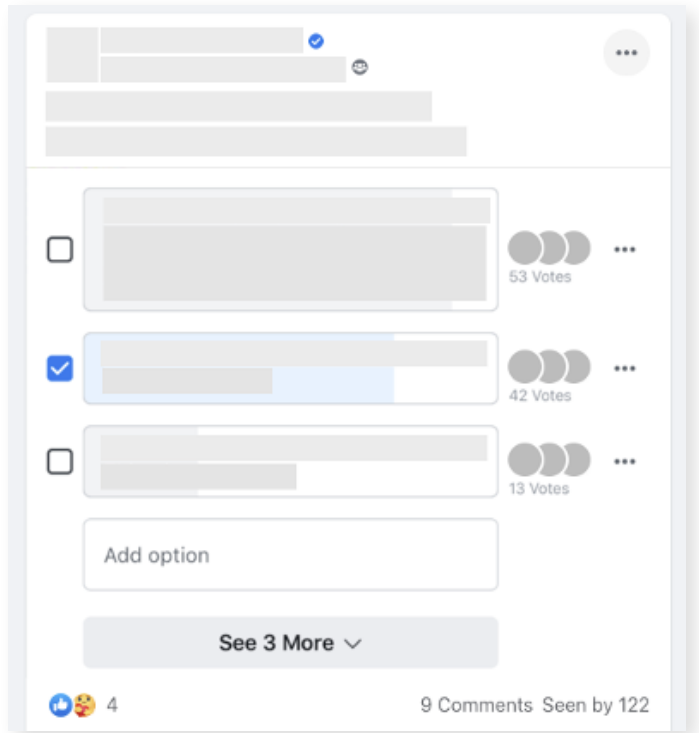 53 Votes
42 Votes
13 Votes
Add option
See 3 More
4
9 Comments Seen by 122